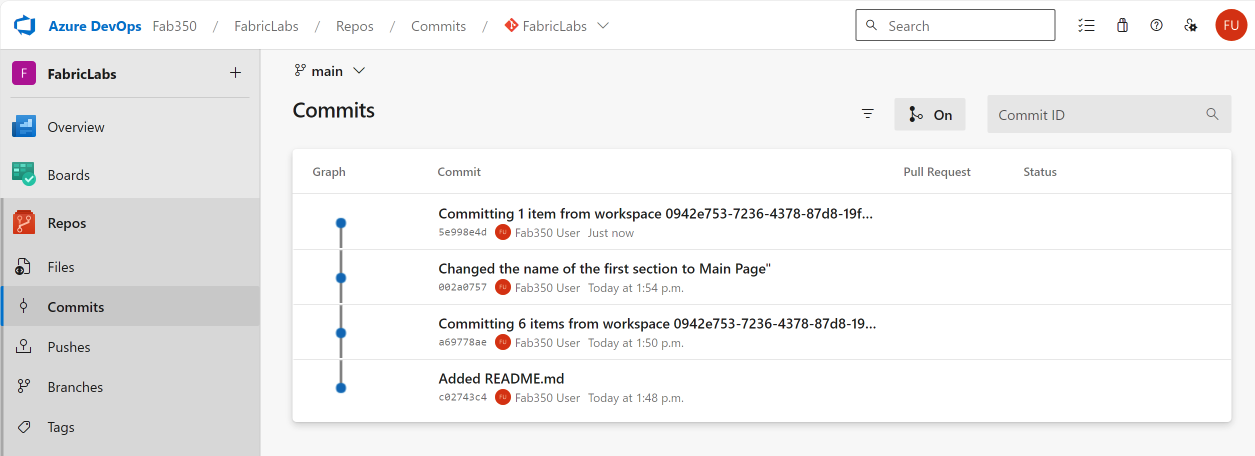 Azure DevOps Fab350 / FabricLabs / Repos / Commits / FabricLabs
Search
FU
F FabricLabs +
Overview
Boards
Repos
Files
Commits
Pushes
Branches
Tags
main
Commits
On
Commit ID
Graph Commit Pull Request Status
Committing 1 item from workspace 0942e753-7236-4378-87d8-19f...
5e998e4d FU Fab350 User Just now
Changed the name of the first section to Main Page"
002a0757 FU Fab350 User Today at 1:54 p.m.
Committing 6 items from workspace 0942e753-7236-4378-87d8-19...
a69778ae FU Fab350 User Today at 1:50 p.m.
Added README.md
c02743c4 FU Fab350 User Today at 1:48 p.m.